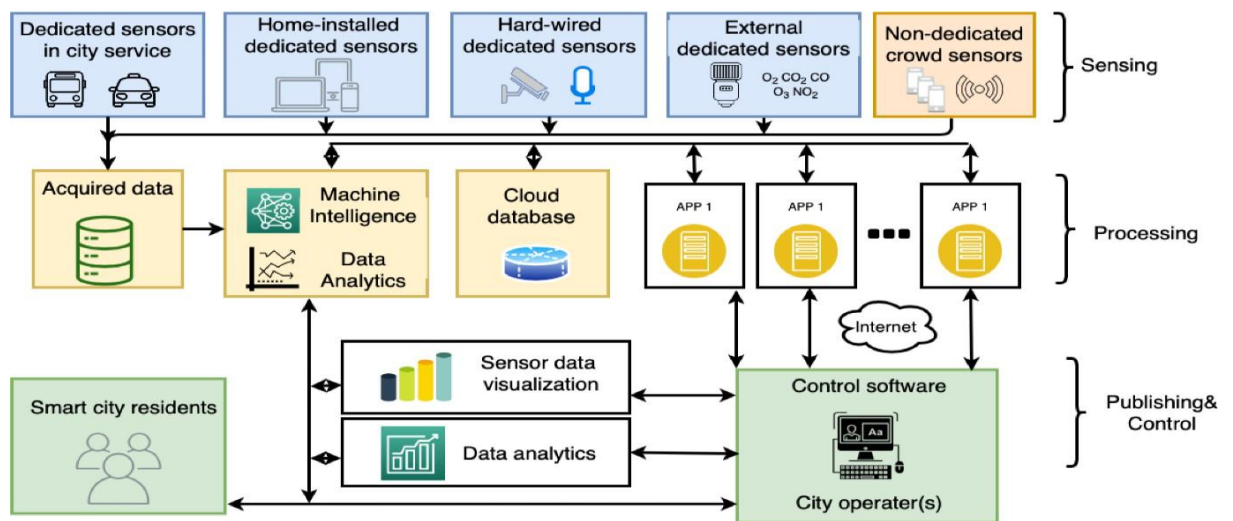 Dedicated sensors
in city service
Home-installed
dedicated sensors
Hard-wired
dedicated sensors
External
dedicated sensors
O₂ CO₂ CO
O₃ NO₂
Non-dedicated
crowd sensors
Sensing
Acquired data
Machine
Intelligence
Data
Analytics
Cloud
database
APP 1
APP 1
APP 1
Processing
Internet
Sensor data
visualization
Data analytics
Smart city residents
Control software
Aa
City operater(s)
Publishing&
Control